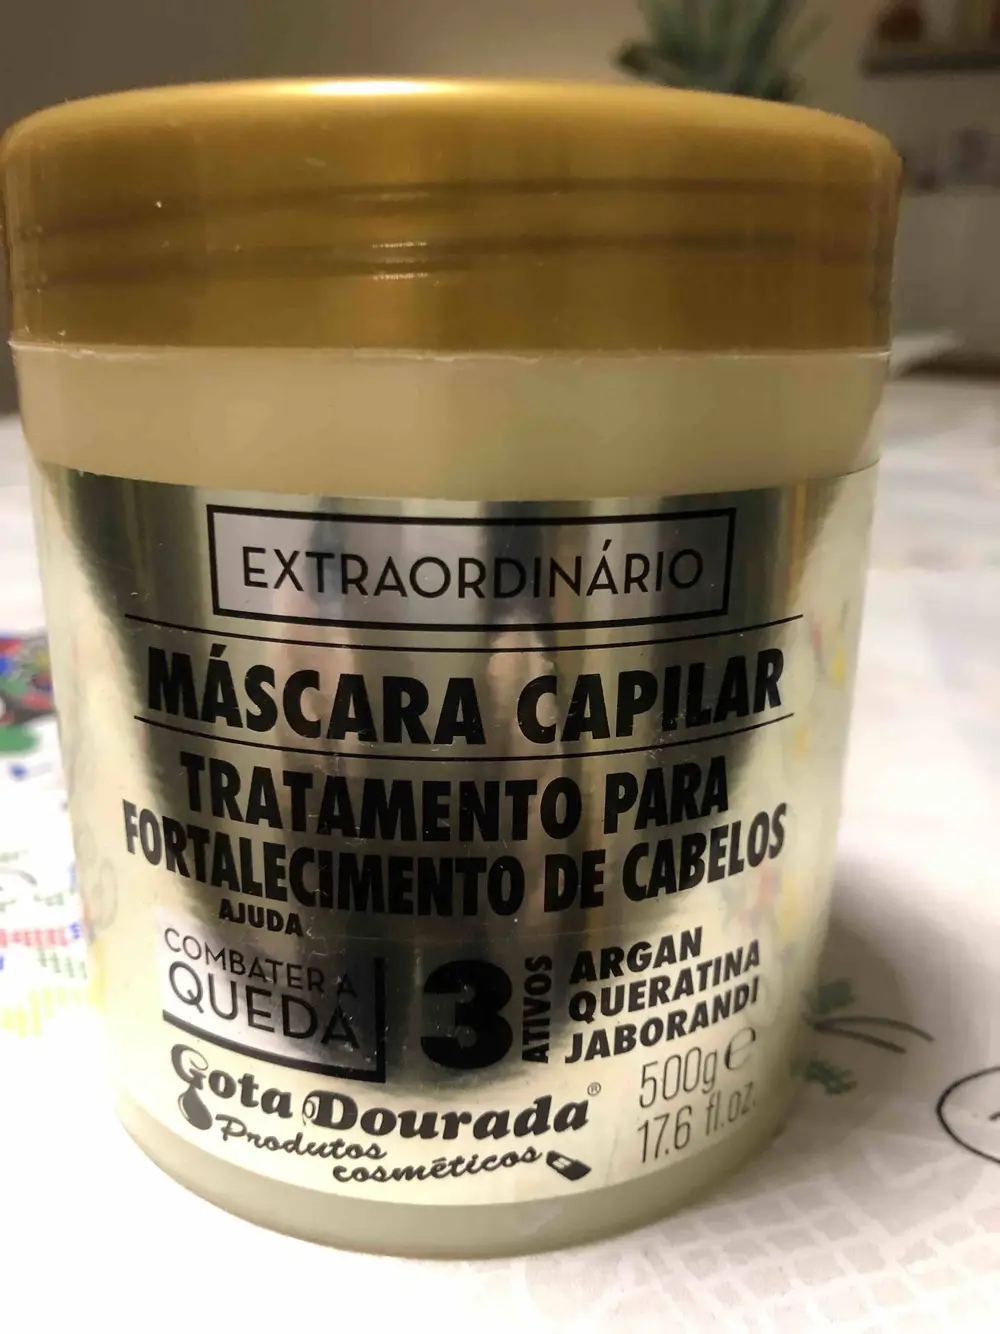 EXTRAORDINÁRIO
MÁSCARA CAPILAR
TRATAMENTO PARA
FORTALECIMENTO DE CABELOS
AJUDA
COMBATER A
QUEDA
3
ATIVOS
ARGAN
QUERATINA
JABORANDI
Gota Dourada®
Produtos
cosméticos
500g ℮
17.6 fl.oz.